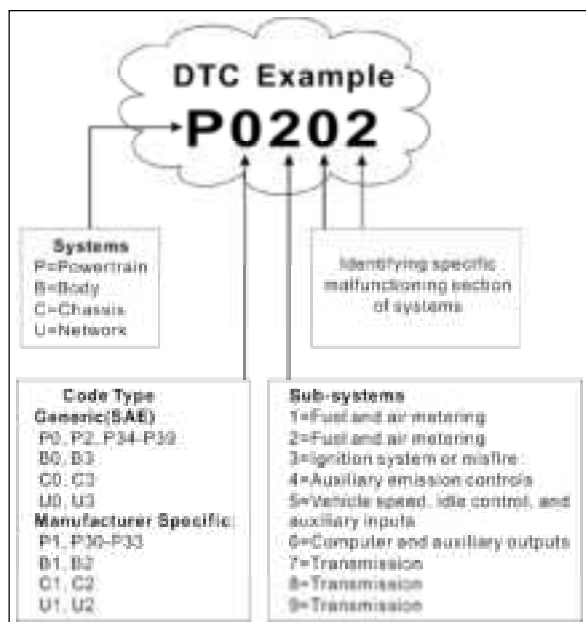 DTC Example
P0202
Systems
P=Powertrain
B=Body
C=Chassis
U=Network
Identifying specific
malfunctioning section
of systems
Code Type
Generic(SAE)
P0, P2, P34-P39
B0, B3
C0, C3
U0, U3
Manufacturer Specific:
P1, P30-P33
B1, B2
C1, C2
U1, U2
Sub-systems
1=Fuel and air metering
2=Fuel and air metering
3=Ignition system or misfire
4=Auxiliary emission controls
5=Vehicle speed, idle control, and
auxiliary inputs
6=Computer and auxiliary outputs
7=Transmission
8=Transmission
9=Transmission